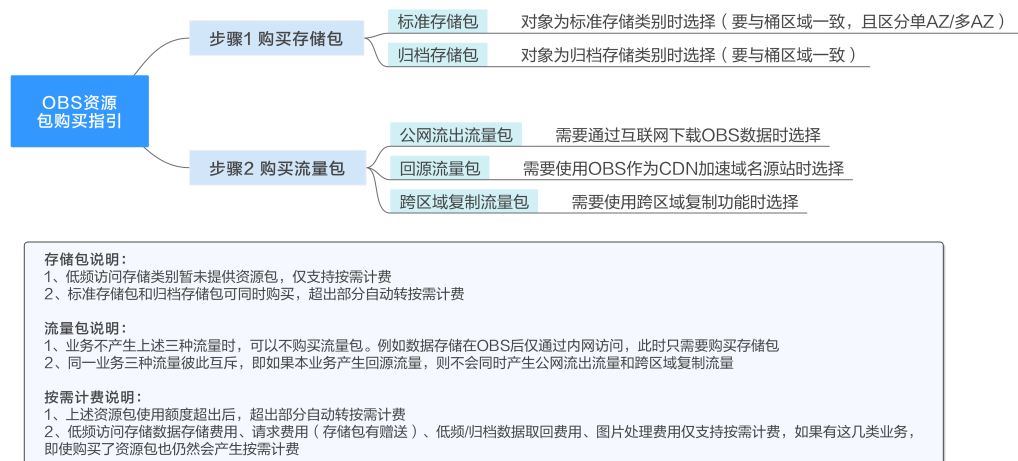 OBS资源
包购买指引
步骤1 购买存储包
标准存储包 对象为标准存储类别时选择（要与桶区域一致，且区分单AZ/多AZ）
归档存储包 对象为归档存储类别时选择（要与桶区域一致）
步骤2 购买流量包
公网流出流量包 需要通过互联网下载OBS数据时选择
回源流量包 需要使用OBS作为CDN加速域名源站时选择
跨区域复制流量包 需要使用跨区域复制功能时选择
存储包说明：
1、低频访问存储类别暂未提供资源包，仅支持按需计费
2、标准存储包和归档存储包可同时购买，超出部分自动转按需计费
流量包说明：
1、业务不产生上述三种流量时，可以不购买流量包。例如数据存储在OBS后仅通过内网访问，此时只需要购买存储包
2、同一业务三种流量彼此互斥，即如果本业务产生回源流量，则不会同时产生公网流出流量和跨区域复制流量
按需计费说明：
1、上述资源包使用额度超出后，超出部分自动转按需计费
2、低频访问存储数据存储费用、请求费用（存储包有赠送）、低频/归档数据取回费用、图片处理费用仅支持按需计费，如果有这几类业务，
即使购买了资源包也仍然会产生按需计费